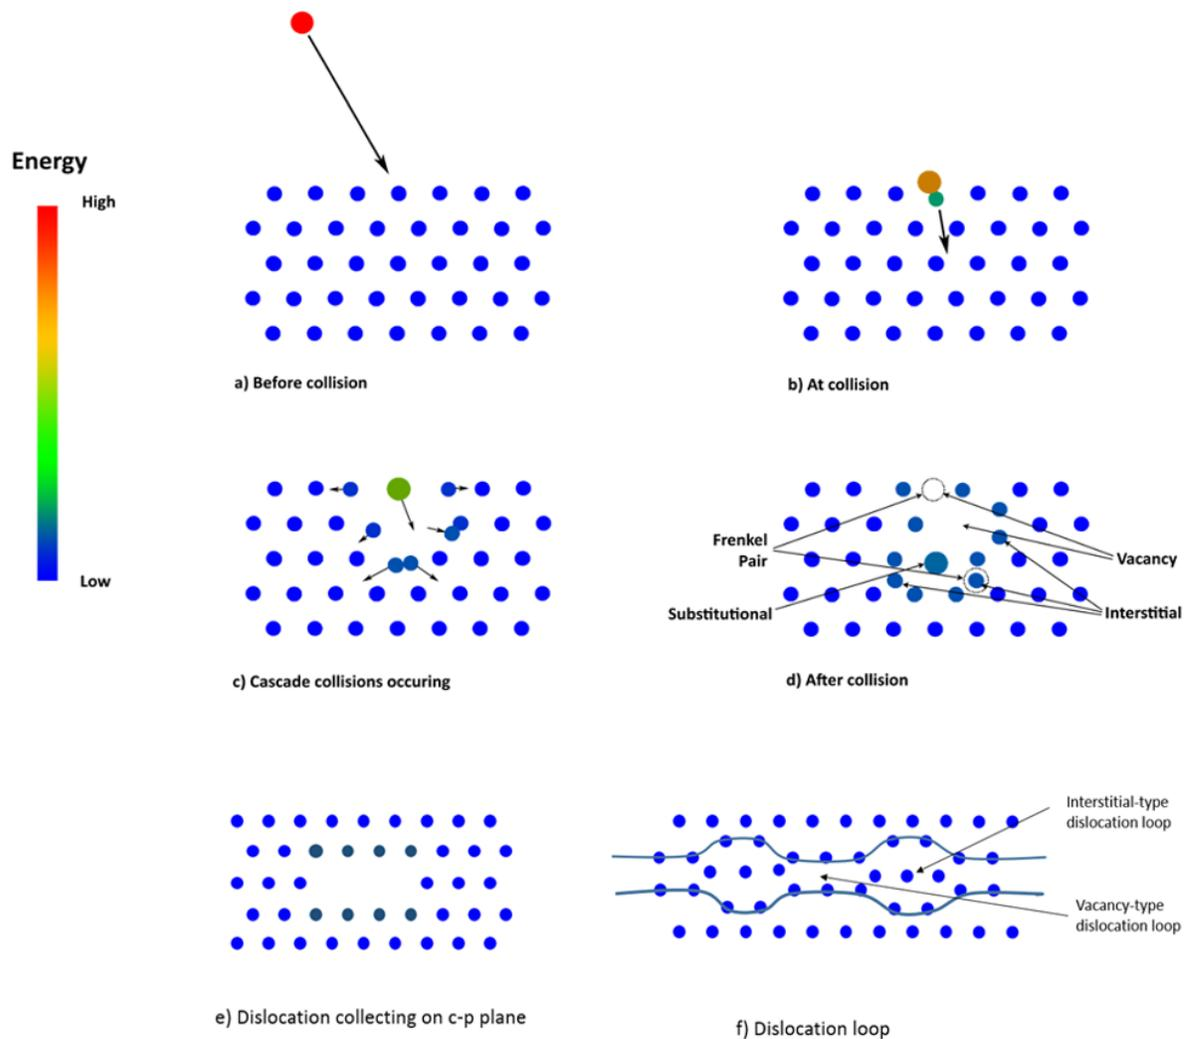 Energy
High
Low
a) Before collision
b) At collision
c) Cascade collisions occuring
Frenkel
Pair
Substitutional
Vacancy
Interstitial
d) After collision
e) Dislocation collecting on c-p plane
Interstitial-type
dislocation loop
Vacancy-type
dislocation loop
f) Dislocation loop